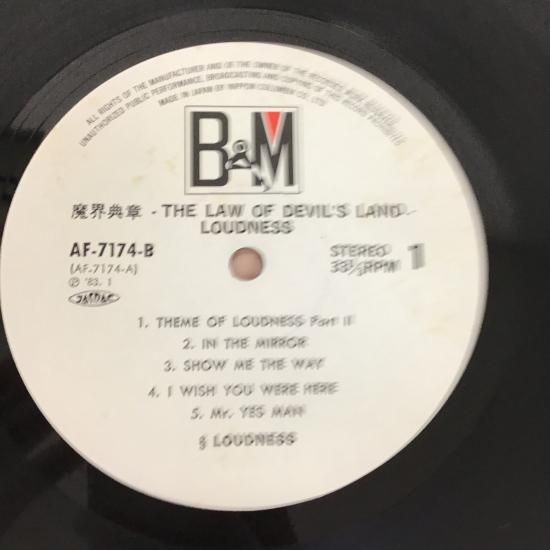 ALL RIGHTS OF THE MANUFACTURER AND OF THE OWNER OF THE RECORDED WORK RESERVED
UNAUTHORIZED PUBLIC PERFORMANCE, BROADCASTING AND COPYING OF THIS RECORD PROHIBITED
MADE IN JAPAN BY NIPPON COLUMBIA CO. LTD.
B&M
魔界典章 - THE LAW OF DEVIL'S LAND -
LOUDNESS
AF-7174-B
(AF-7174-A)
℗ '83. 1
JASRAC
STEREO
33⅓RPM
1
1. THEME OF LOUDNESS Part II
2. IN THE MIRROR
3. SHOW ME THE WAY
4. I WISH YOU WERE HERE
5. Mr. YES MAN
§ LOUDNESS